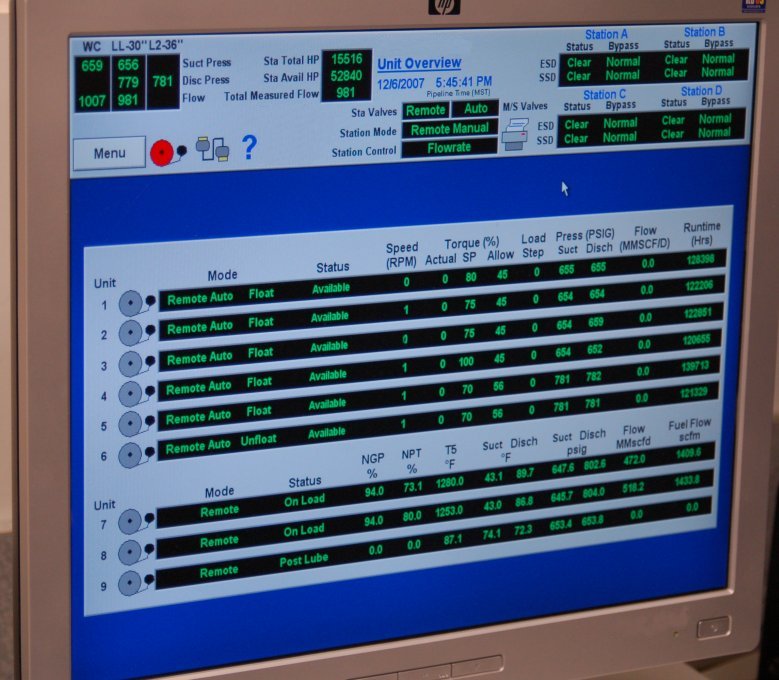 hp
WC LL-30" L2-36"
659 656 Suct Press
779 781 Disc Press
1007 981 Flow
Sta Total HP 15516
Sta Avail HP 52840
Total Measured Flow 981
Unit Overview
12/6/2007 5:45:41 PM
Pipeline Time (MST)
Sta Valves Remote Auto M/S Valves
Station Mode Remote Manual
Station Control Flowrate
Station A Station B
Status Bypass Status Bypass
ESD Clear Normal Clear Normal
SSD Clear Normal Clear Normal
Station C Station D
Status Bypass Status Bypass
ESD Clear Normal Clear Normal
SSD Clear Normal Clear Normal
Menu ?
Unit Mode Status Speed (RPM) Torque (%) Actual SP Allow Load Step Press (PSIG) Suct Disch Flow (MMSCF/D) Runtime (Hrs)
1 Remote Auto Float Available 0 0 80 45 0 655 655 0.0 128398
2 Remote Auto Float Available 1 0 75 45 0 654 654 0.0 122206
3 Remote Auto Float Available 0 0 75 45 0 654 659 0.0 122851
4 Remote Auto Float Available 1 0 100 45 0 654 652 0.0 120655
5 Remote Auto Float Available 1 0 70 56 0 781 782 0.0 139713
6 Remote Auto Unfloat Available 1 0 70 56 0 781 781 0.0 121329
Unit Mode Status NGP % NPT % T5 °F Suct Disch °F Suct Disch psig Flow MMscfd Fuel Flow scfm
7 Remote On Load 94.0 73.1 1280.0 43.1 89.7 647.6 802.6 472.0 1409.6
8 Remote On Load 94.0 80.0 1253.0 43.0 86.8 645.7 804.0 518.2 1433.8
9 Remote Post Lube 0.0 0.0 87.1 74.1 72.3 653.4 653.8 0.0 0.0